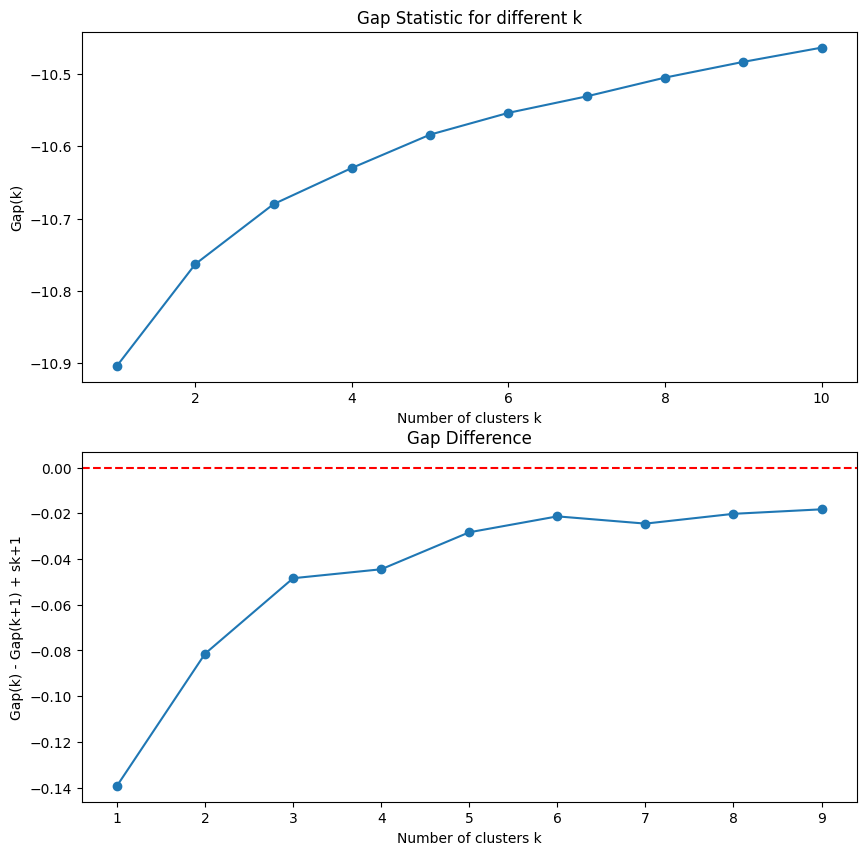 Gap Statistic for different k
Gap(k)
−10.5
−10.6
−10.7
−10.8
−10.9
2 4 6 8 10
Number of clusters k
Gap Difference
Gap(k) - Gap(k+1) + sk+1
0.00
−0.02
−0.04
−0.06
−0.08
−0.10
−0.12
−0.14
1 2 3 4 5 6 7 8 9
Number of clusters k